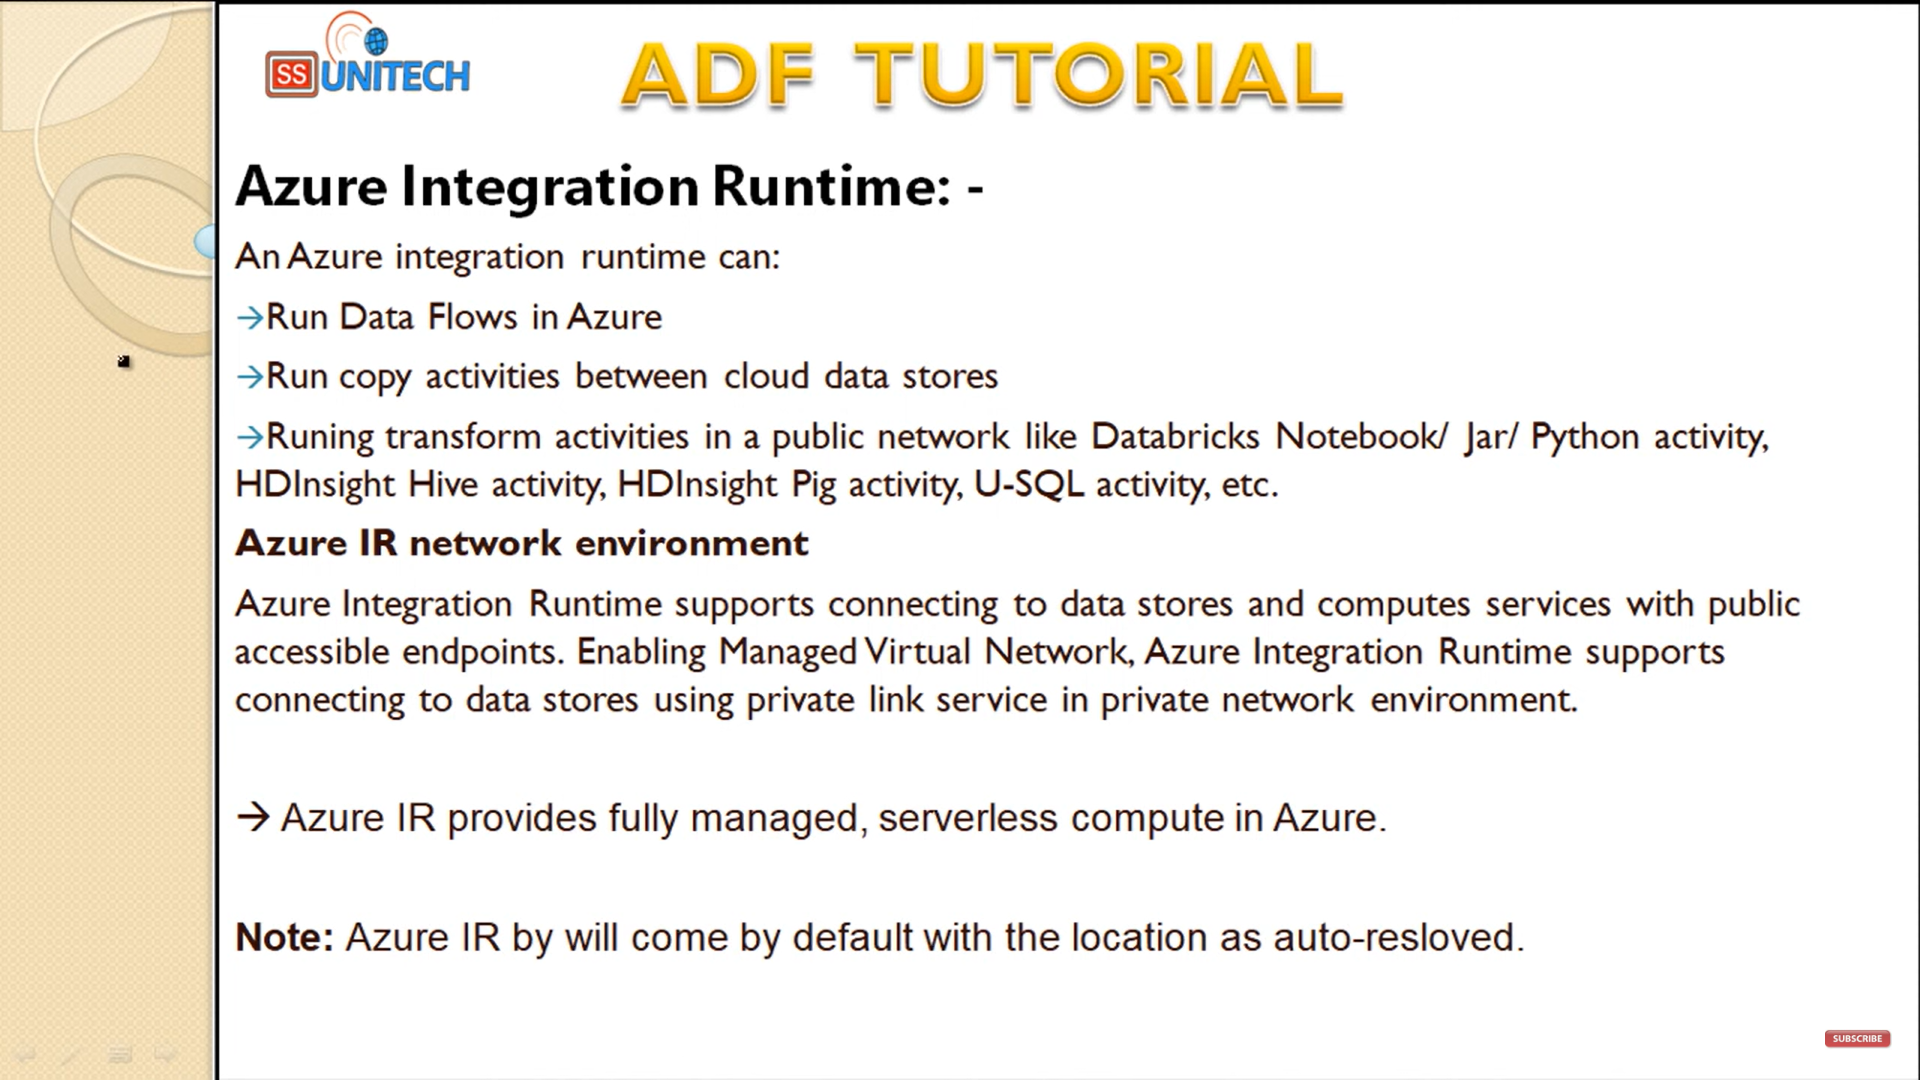 SS UNITECH
ADF TUTORIAL
Azure Integration Runtime: -
An Azure integration runtime can:
→Run Data Flows in Azure
→Run copy activities between cloud data stores
→Runing transform activities in a public network like Databricks Notebook/ Jar/ Python activity,
HDInsight Hive activity, HDInsight Pig activity, U-SQL activity, etc.
Azure IR network environment
Azure Integration Runtime supports connecting to data stores and computes services with public
accessible endpoints. Enabling Managed Virtual Network, Azure Integration Runtime supports
connecting to data stores using private link service in private network environment.
→ Azure IR provides fully managed, serverless compute in Azure.
Note: Azure IR by will come by default with the location as auto-resloved.
SUBSCRIBE